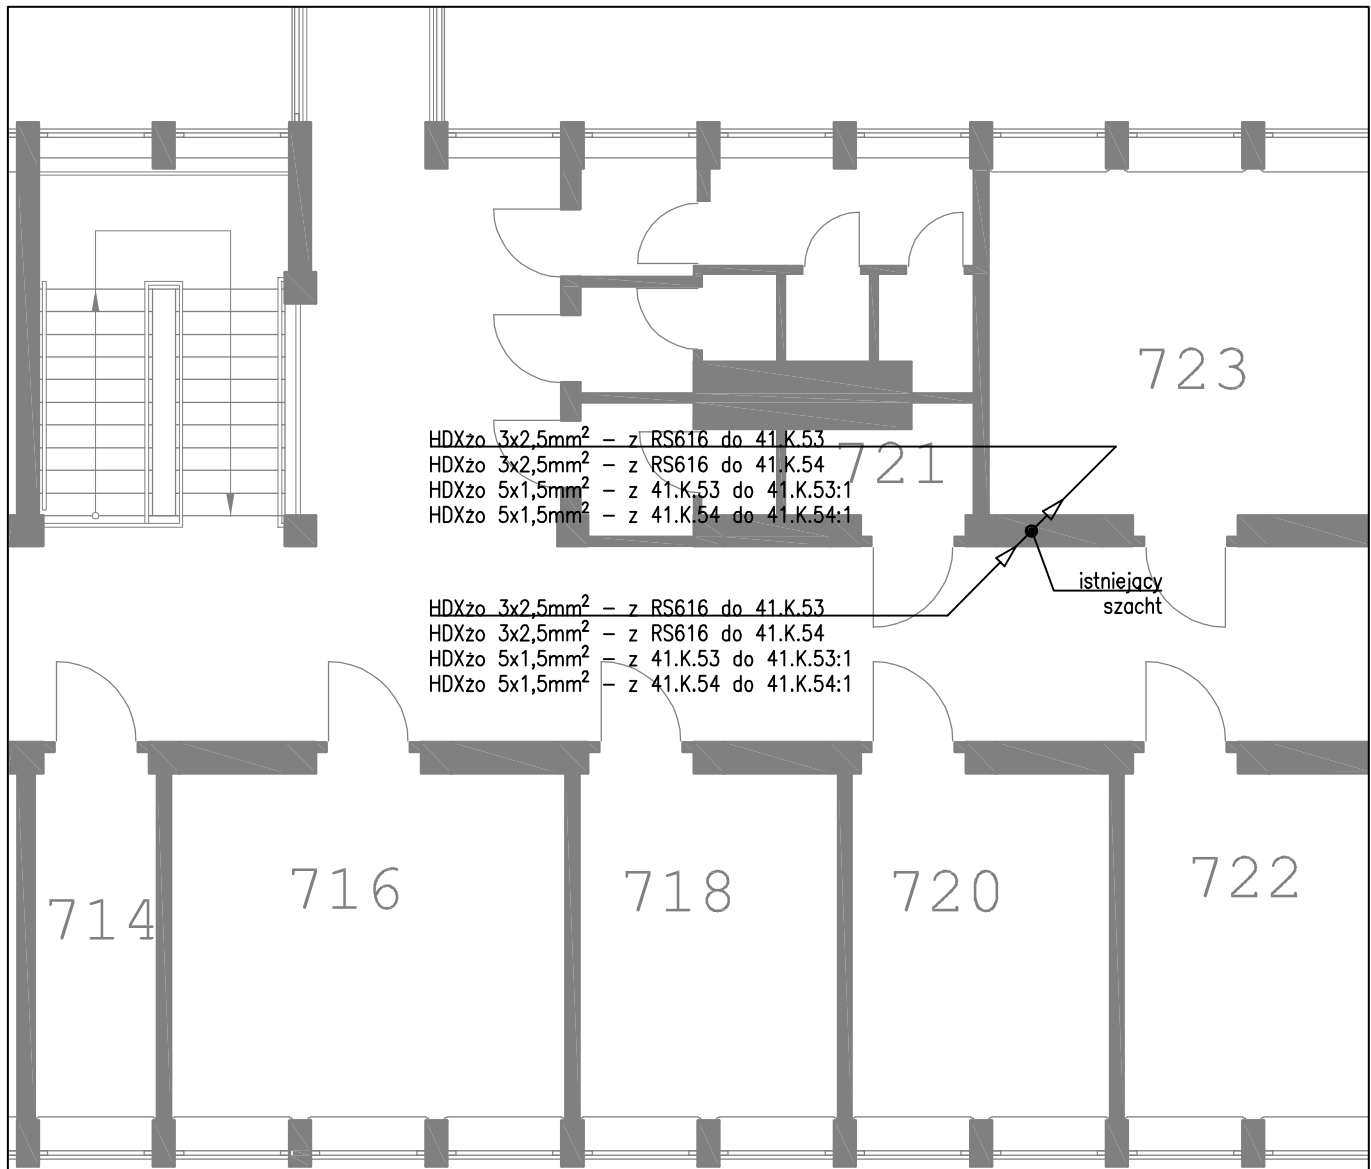 723
HDXżo 3x2,5mm² – z RS616 do 41.K.53
HDXżo 3x2,5mm² – z RS616 do 41.K.54
HDXżo 5x1,5mm² – z 41.K.53 do 41.K.53:1
HDXżo 5x1,5mm² – z 41.K.54 do 41.K.54:1
721
istniejący
szacht
HDXżo 3x2,5mm² – z RS616 do 41.K.53
HDXżo 3x2,5mm² – z RS616 do 41.K.54
HDXżo 5x1,5mm² – z 41.K.53 do 41.K.53:1
HDXżo 5x1,5mm² – z 41.K.54 do 41.K.54:1
714
716
718
720
722